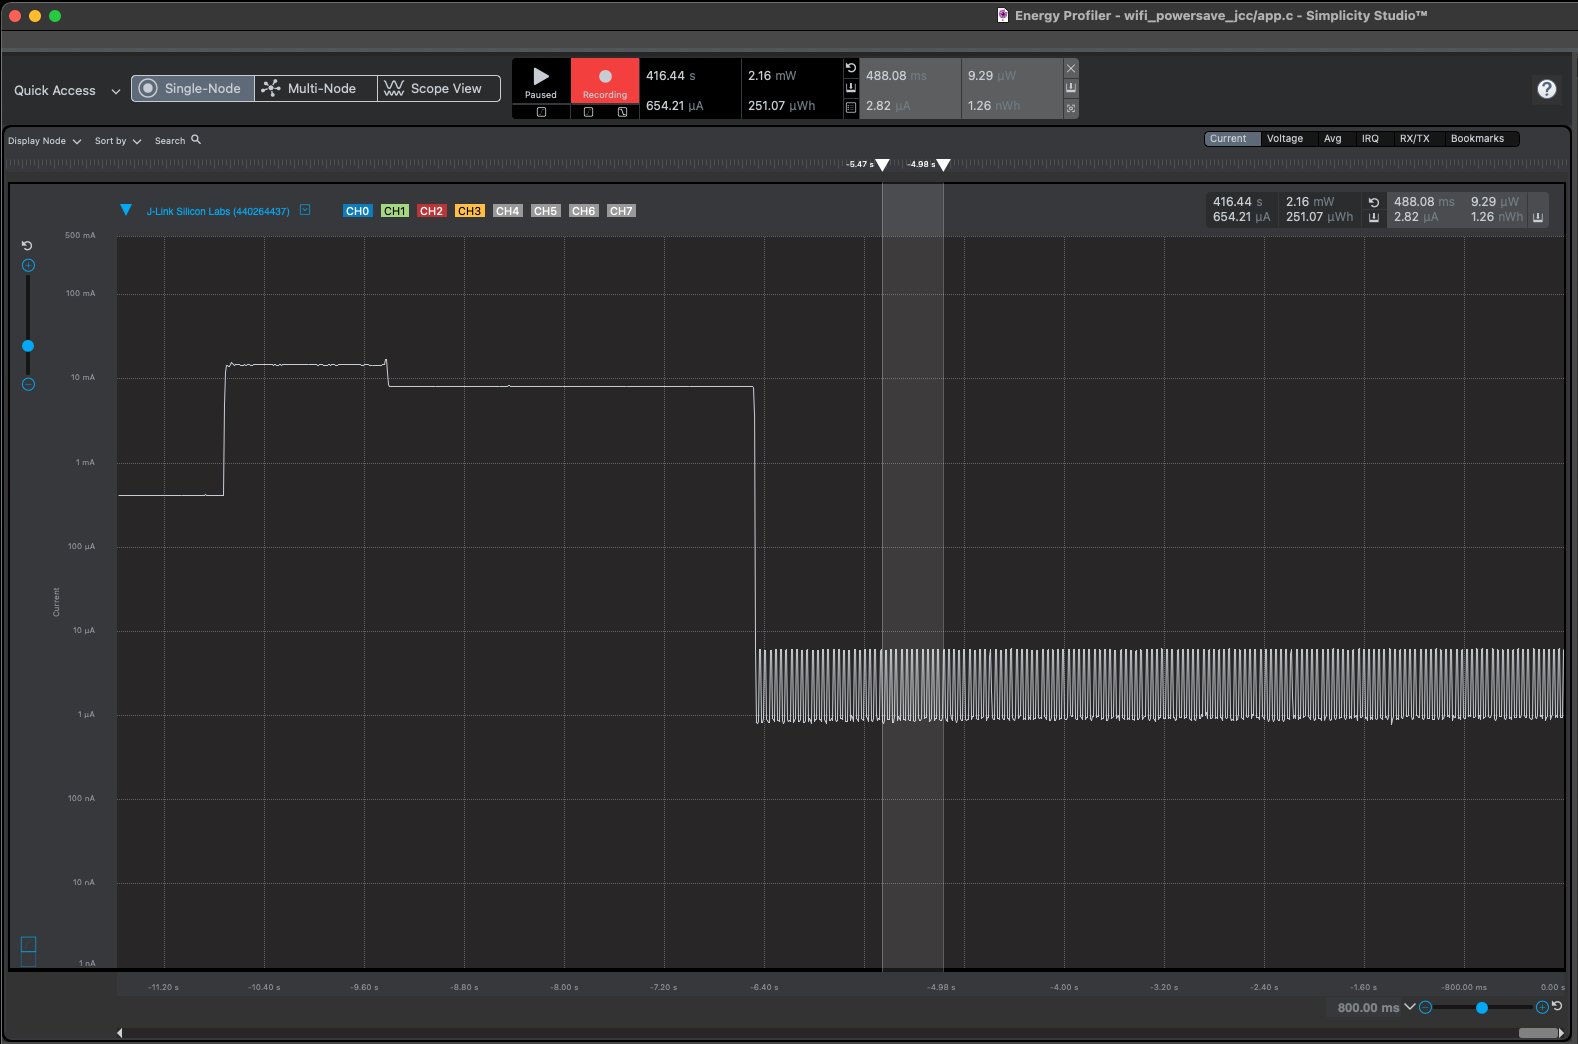 Energy Profiler - wifi_powersave_jcc/app.c - Simplicity Studio™
Quick Access
Single-Node
Multi-Node
Scope View
Paused
Recording
416.44 s
2.16 mW
654.21 µA
251.07 µWh
488.08 ms
9.29 µW
2.82 µA
1.26 nWh
Display Node
Sort by
Search
Current
Voltage
Avg
IRQ
RX/TX
Bookmarks
-5.47 s
-4.98 s
J-Link Silicon Labs (440264437)
CH0
CH1
CH2
CH3
CH4
CH5
CH6
CH7
416.44 s
2.16 mW
488.08 ms
9.29 µW
654.21 µA
251.07 µWh
2.82 µA
1.26 nWh
500 mA
100 mA
10 mA
1 mA
100 µA
Current
10 µA
1 µA
100 nA
10 nA
1 nA
-11.20 s
-10.40 s
-9.60 s
-8.80 s
-8.00 s
-7.20 s
-6.40 s
-4.98 s
-4.00 s
-3.20 s
-2.40 s
-1.60 s
-800.00 ms
0.00 s
800.00 ms